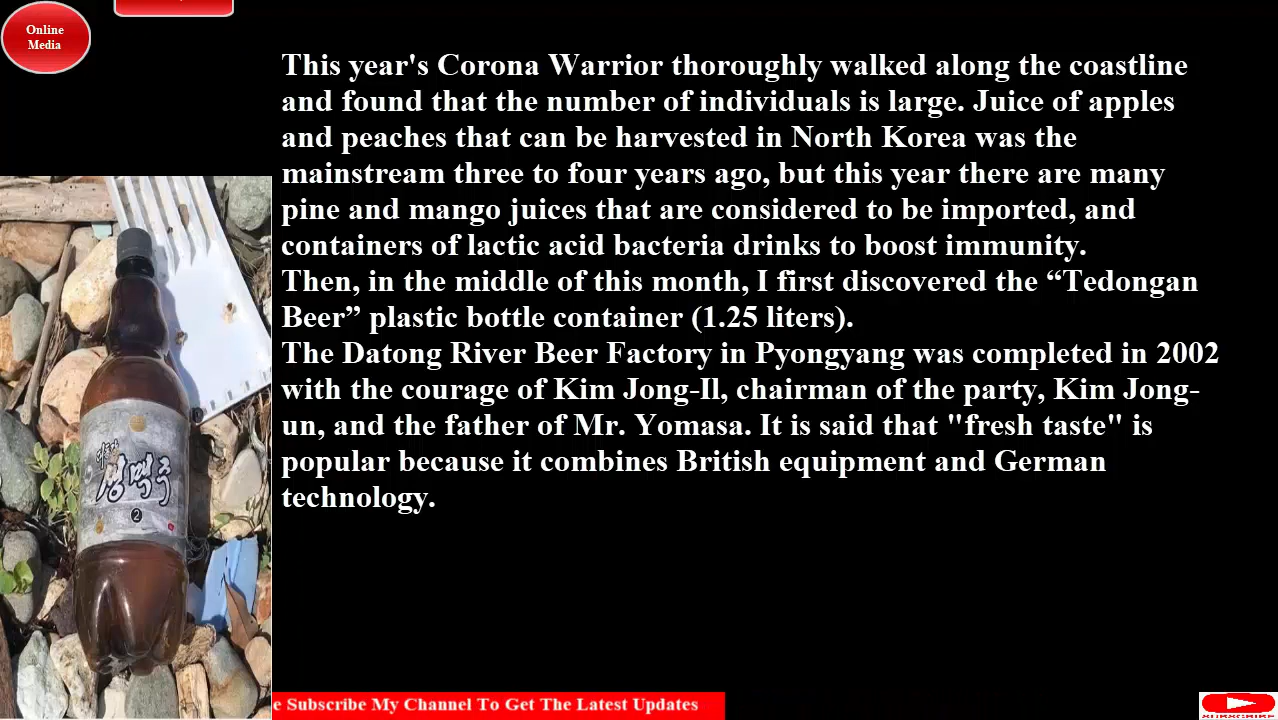 Online
Media
This year's Corona Warrior thoroughly walked along the coastline
and found that the number of individuals is large. Juice of apples
and peaches that can be harvested in North Korea was the
mainstream three to four years ago, but this year there are many
pine and mango juices that are considered to be imported, and
containers of lactic acid bacteria drinks to boost immunity.
Then, in the middle of this month, I first discovered the “Tedongan
Beer” plastic bottle container (1.25 liters).
The Datong River Beer Factory in Pyongyang was completed in 2002
with the courage of Kim Jong-Il, chairman of the party, Kim Jong-
un, and the father of Mr. Yomasa. It is said that "fresh taste" is
popular because it combines British equipment and German
technology.
생맥주
2
e Subscribe My Channel To Get The Latest Updates
SUBSCRIBE